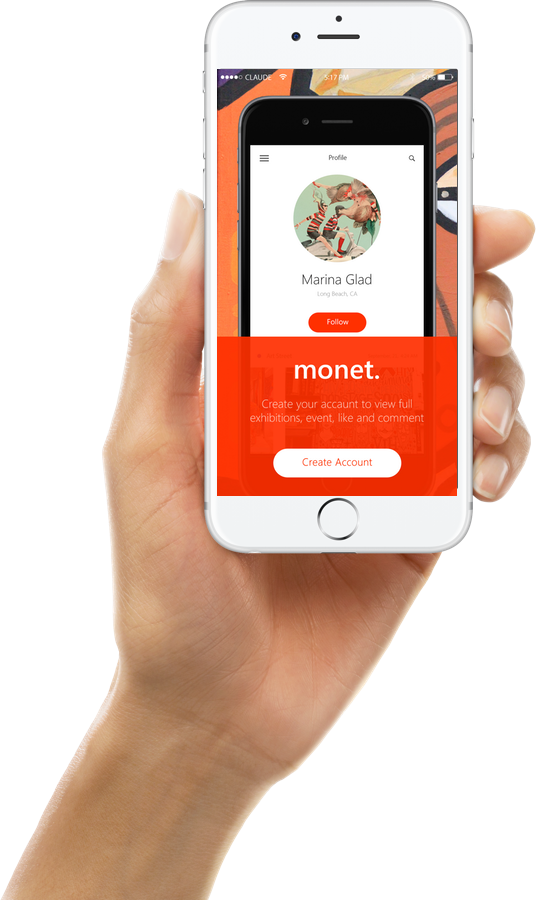 CLAUDE 5:17 PM 50%
Profile
Marina Glad
Long Beach, CA
Follow
monet.
Create your accaunt to view full
exhibitions, event, like and comment
Create Account